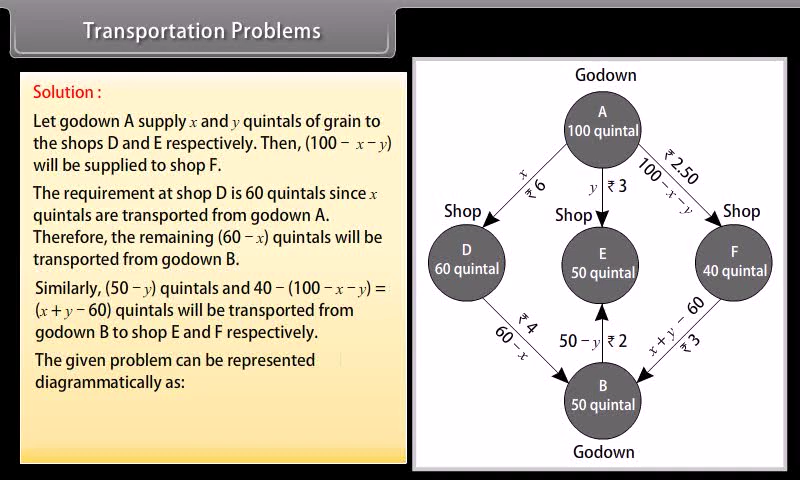 Transportation Problems
Solution :
Let godown A supply x and y quintals of grain to
the shops D and E respectively. Then, (100 – x – y)
will be supplied to shop F.
The requirement at shop D is 60 quintals since x
quintals are transported from godown A.
Therefore, the remaining (60 – x) quintals will be
transported from godown B.
Similarly, (50 – y) quintals and 40 – (100 – x – y) =
(x + y – 60) quintals will be transported from
godown B to shop E and F respectively.
The given problem can be represented
diagrammatically as:
Godown
A
100 quintal
x
₹ 6
y ₹ 3
₹ 2.50
100 – x – y
Shop
Shop
Shop
D
60 quintal
E
50 quintal
F
40 quintal
₹ 4
60 – x
50 – y ₹ 2
x + y – 60
₹ 3
B
50 quintal
Godown